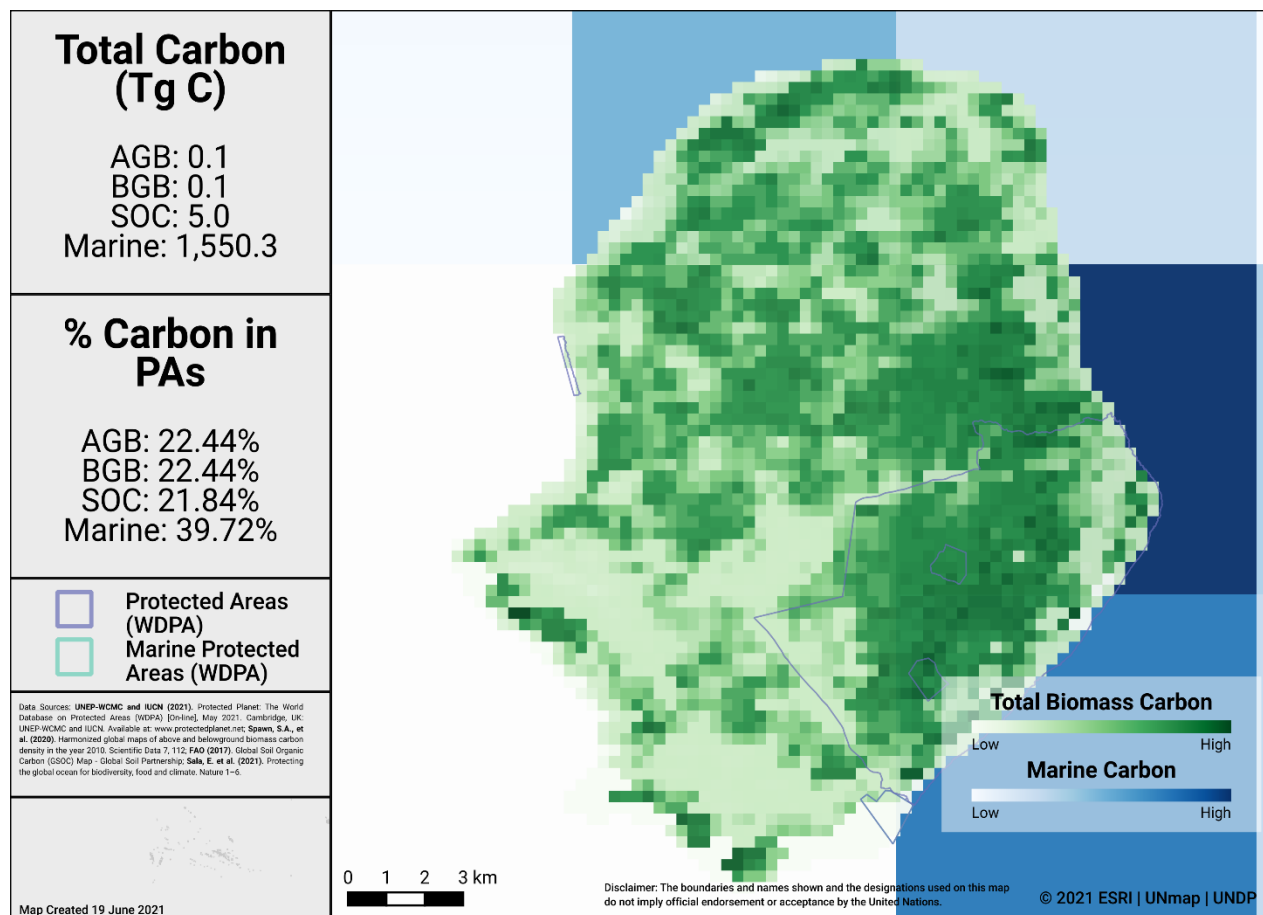 Total Carbon
(Tg C)
AGB: 0.1
BGB: 0.1
SOC: 5.0
Marine: 1,550.3
% Carbon in
PAs
AGB: 22.44%
BGB: 22.44%
SOC: 21.84%
Marine: 39.72%
Protected Areas
(WDPA)
Marine Protected
Areas (WDPA)
Data Sources: UNEP-WCMC and IUCN (2021). Protected Planet: The World
Database on Protected Areas (WDPA) [On-line], May 2021. Cambridge, UK:
UNEP-WCMC and IUCN. Available at: www.protectedplanet.net; Spawn, S.A., et
al. (2020). Harmonized global maps of above and belowground biomass carbon
density in the year 2010. Scientific Data 7, 112; FAO (2017). Global Soil Organic
Carbon (GSOC) Map - Global Soil Partnership; Sala, E. et al. (2021). Protecting
the global ocean for biodiversity, food and climate. Nature 1–6.
Map Created 19 June 2021
Total Biomass Carbon
Low High
Marine Carbon
Low High
0 1 2 3 km
Disclaimer: The boundaries and names shown and the designations used on this map
do not imply official endorsement or acceptance by the United Nations.
© 2021 ESRI | UNmap | UNDP